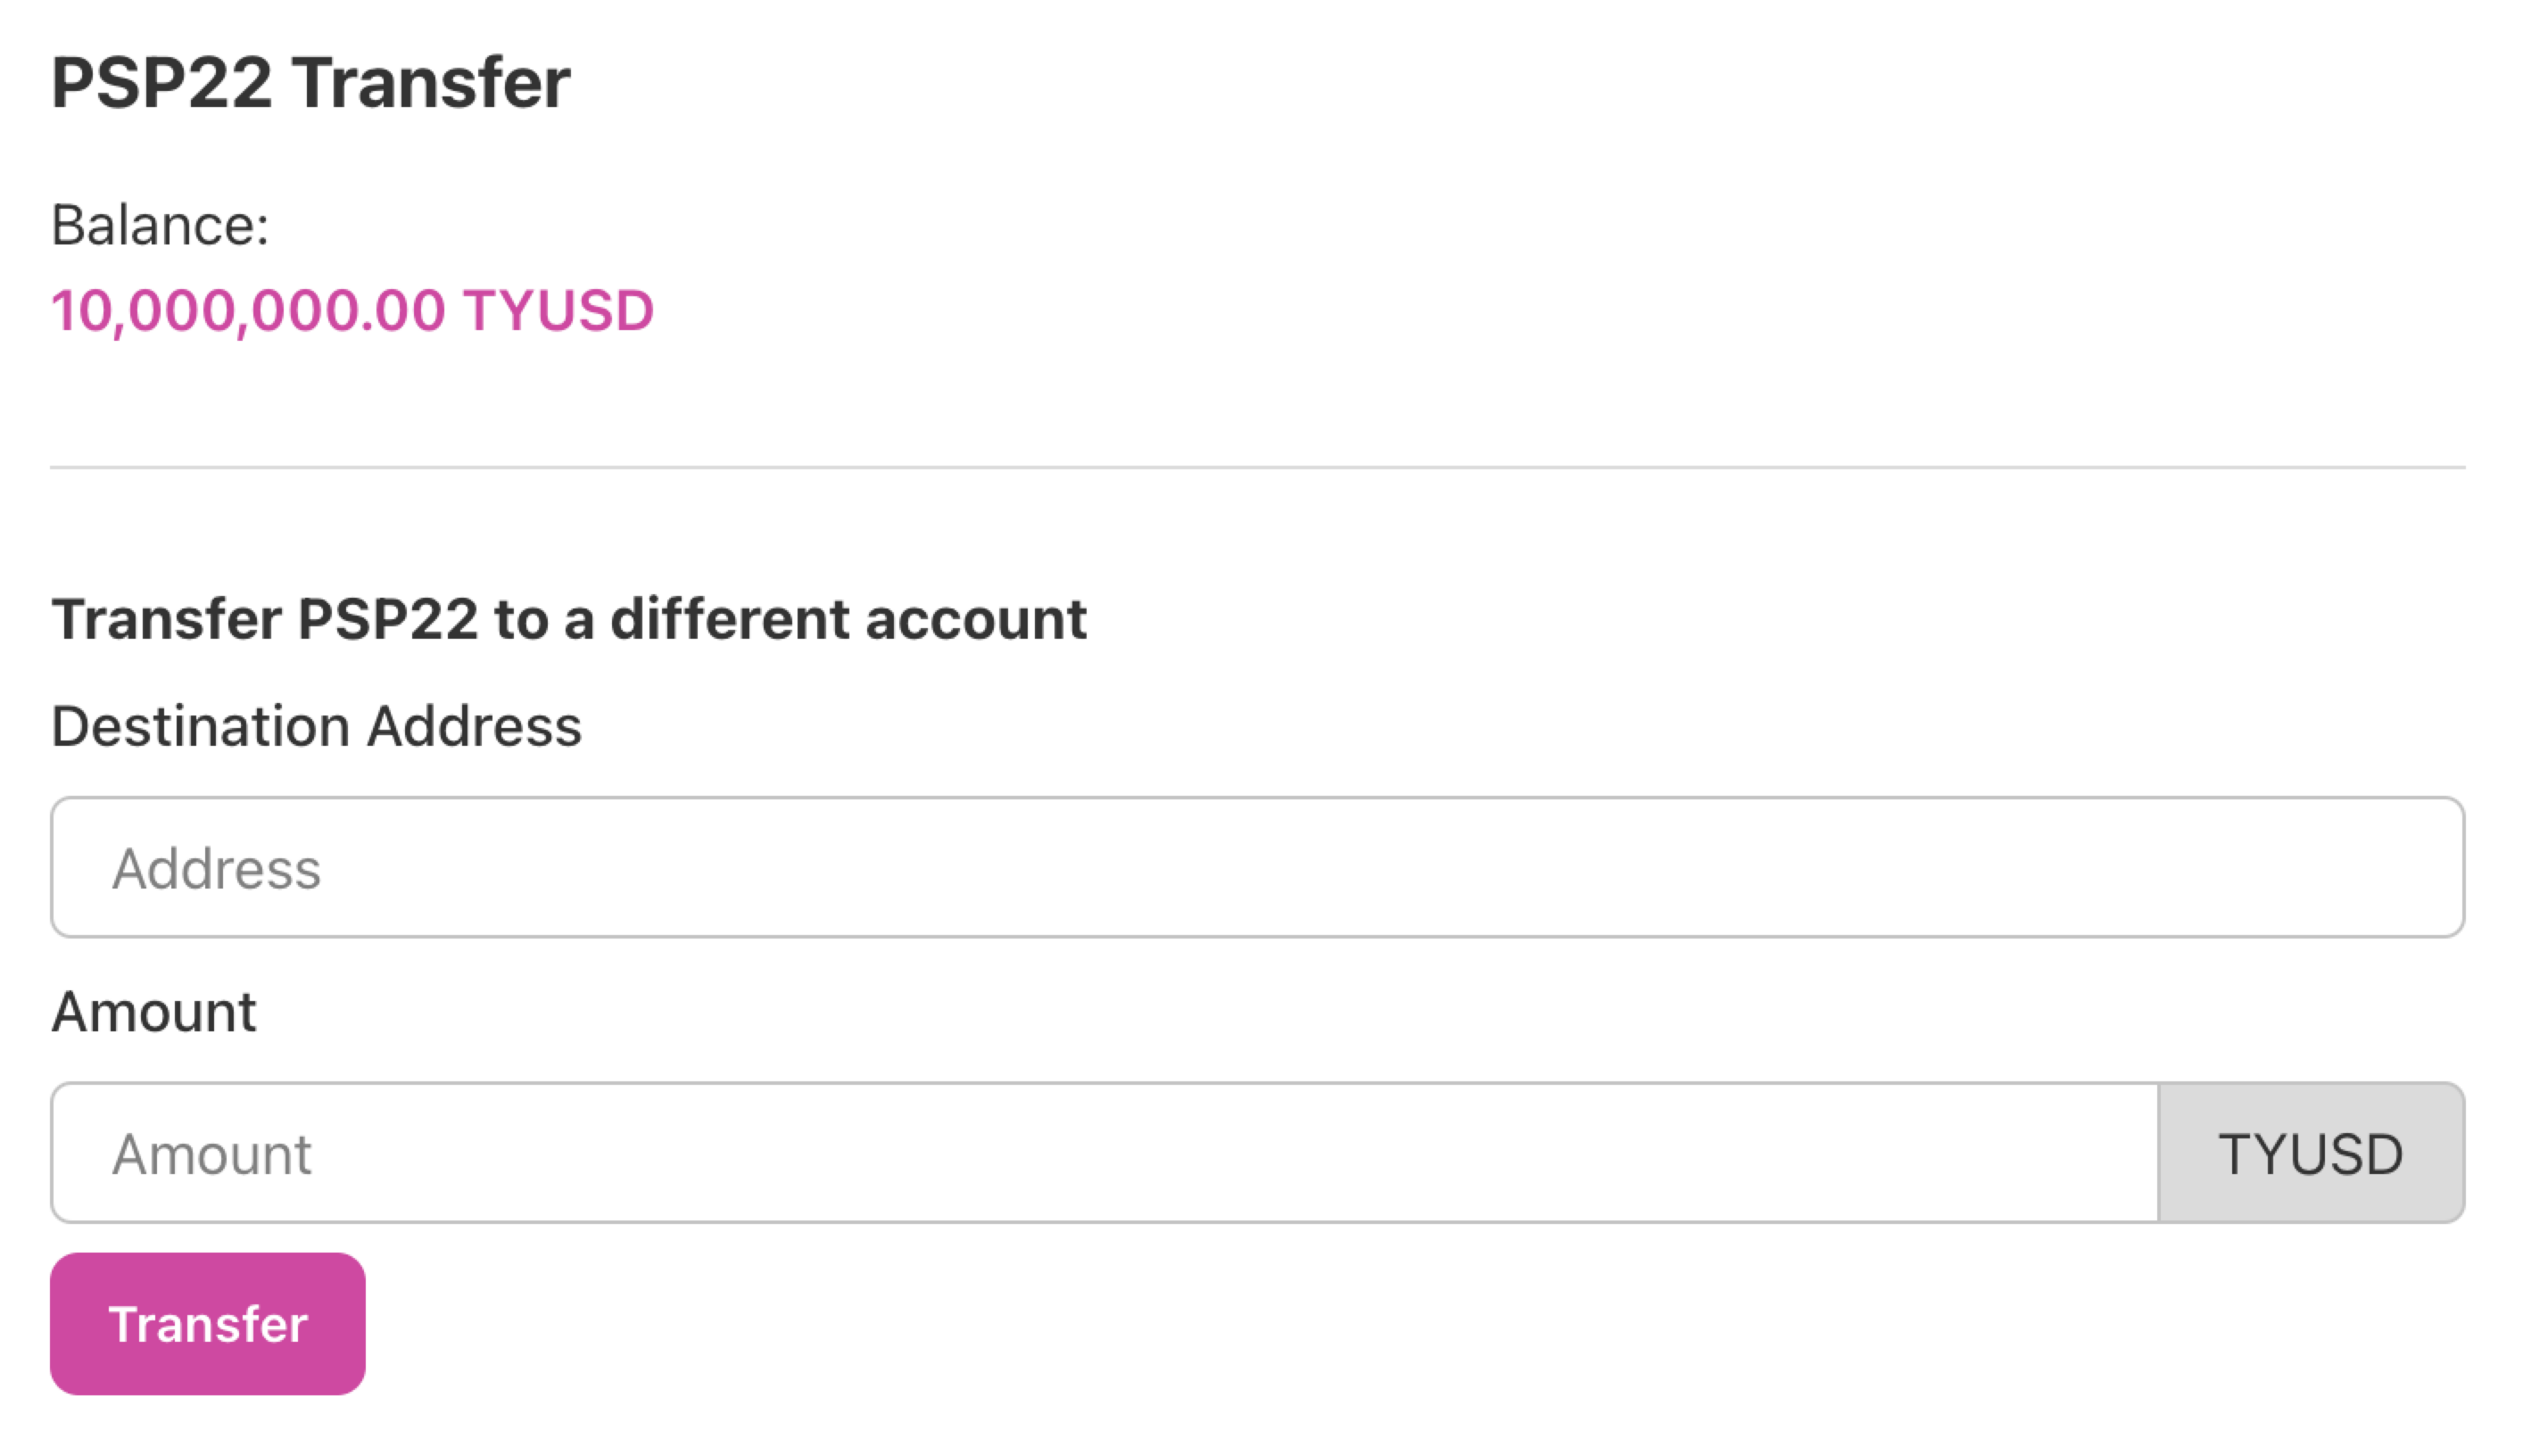 PSP22 Transfer
Balance:
10,000,000.00 TYUSD
Transfer PSP22 to a different account
Destination Address
Address
Amount
Amount TYUSD
Transfer